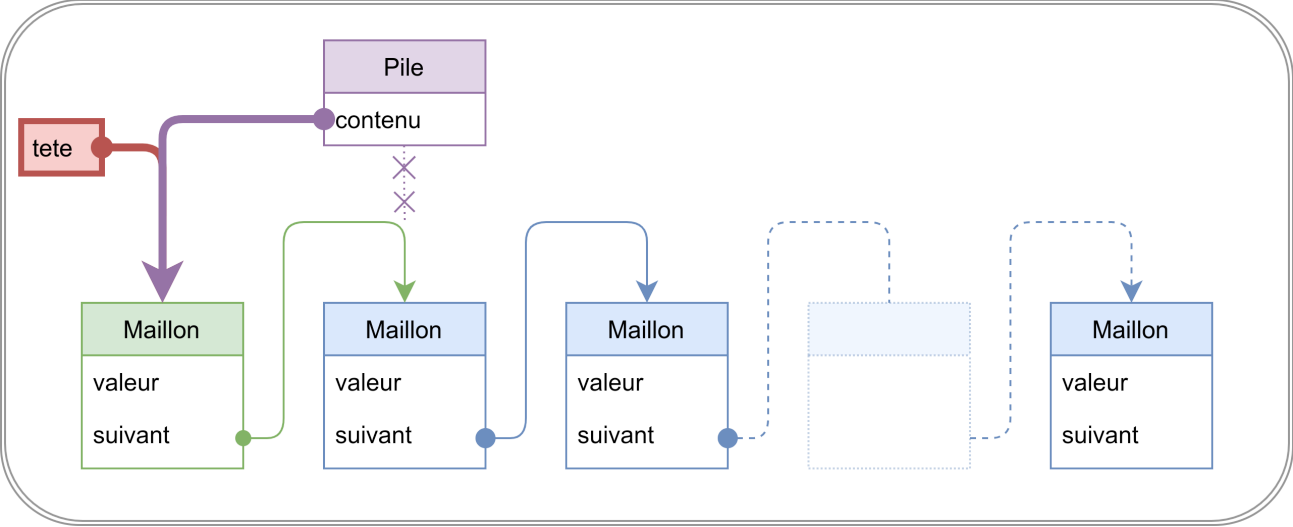 Pile
contenu
tete
Maillon
valeur
suivant
Maillon
valeur
suivant
Maillon
valeur
suivant
Maillon
valeur
suivant